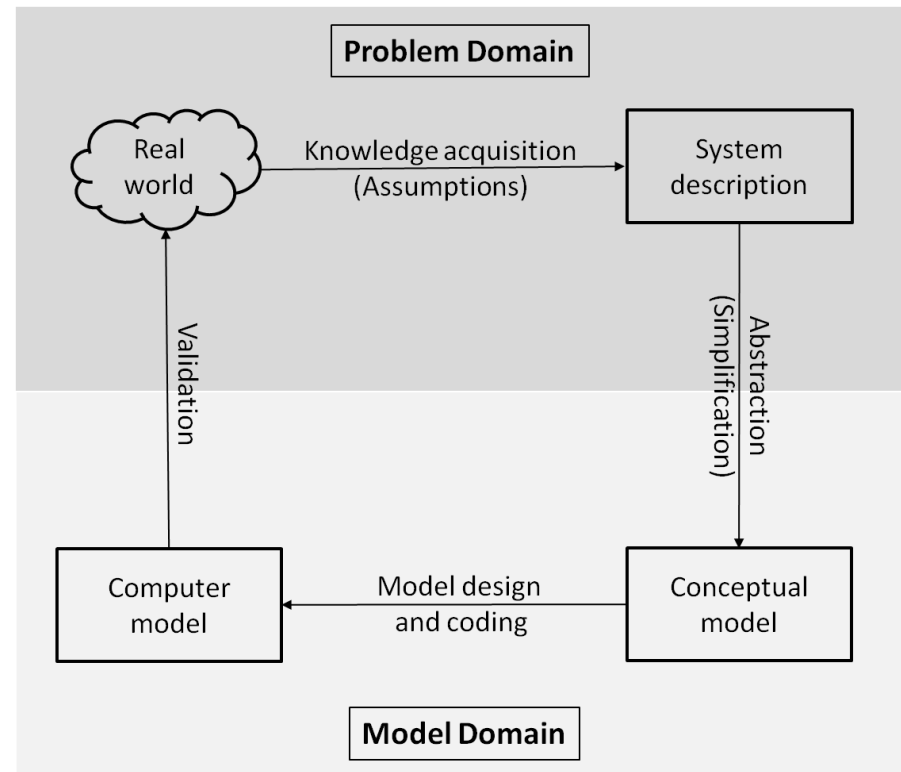 Problem Domain
Real
world
Knowledge acquisition
(Assumptions)
System
description
Validation
Abstraction
(Simplification)
Computer
model
Model design
and coding
Conceptual
model
Model Domain